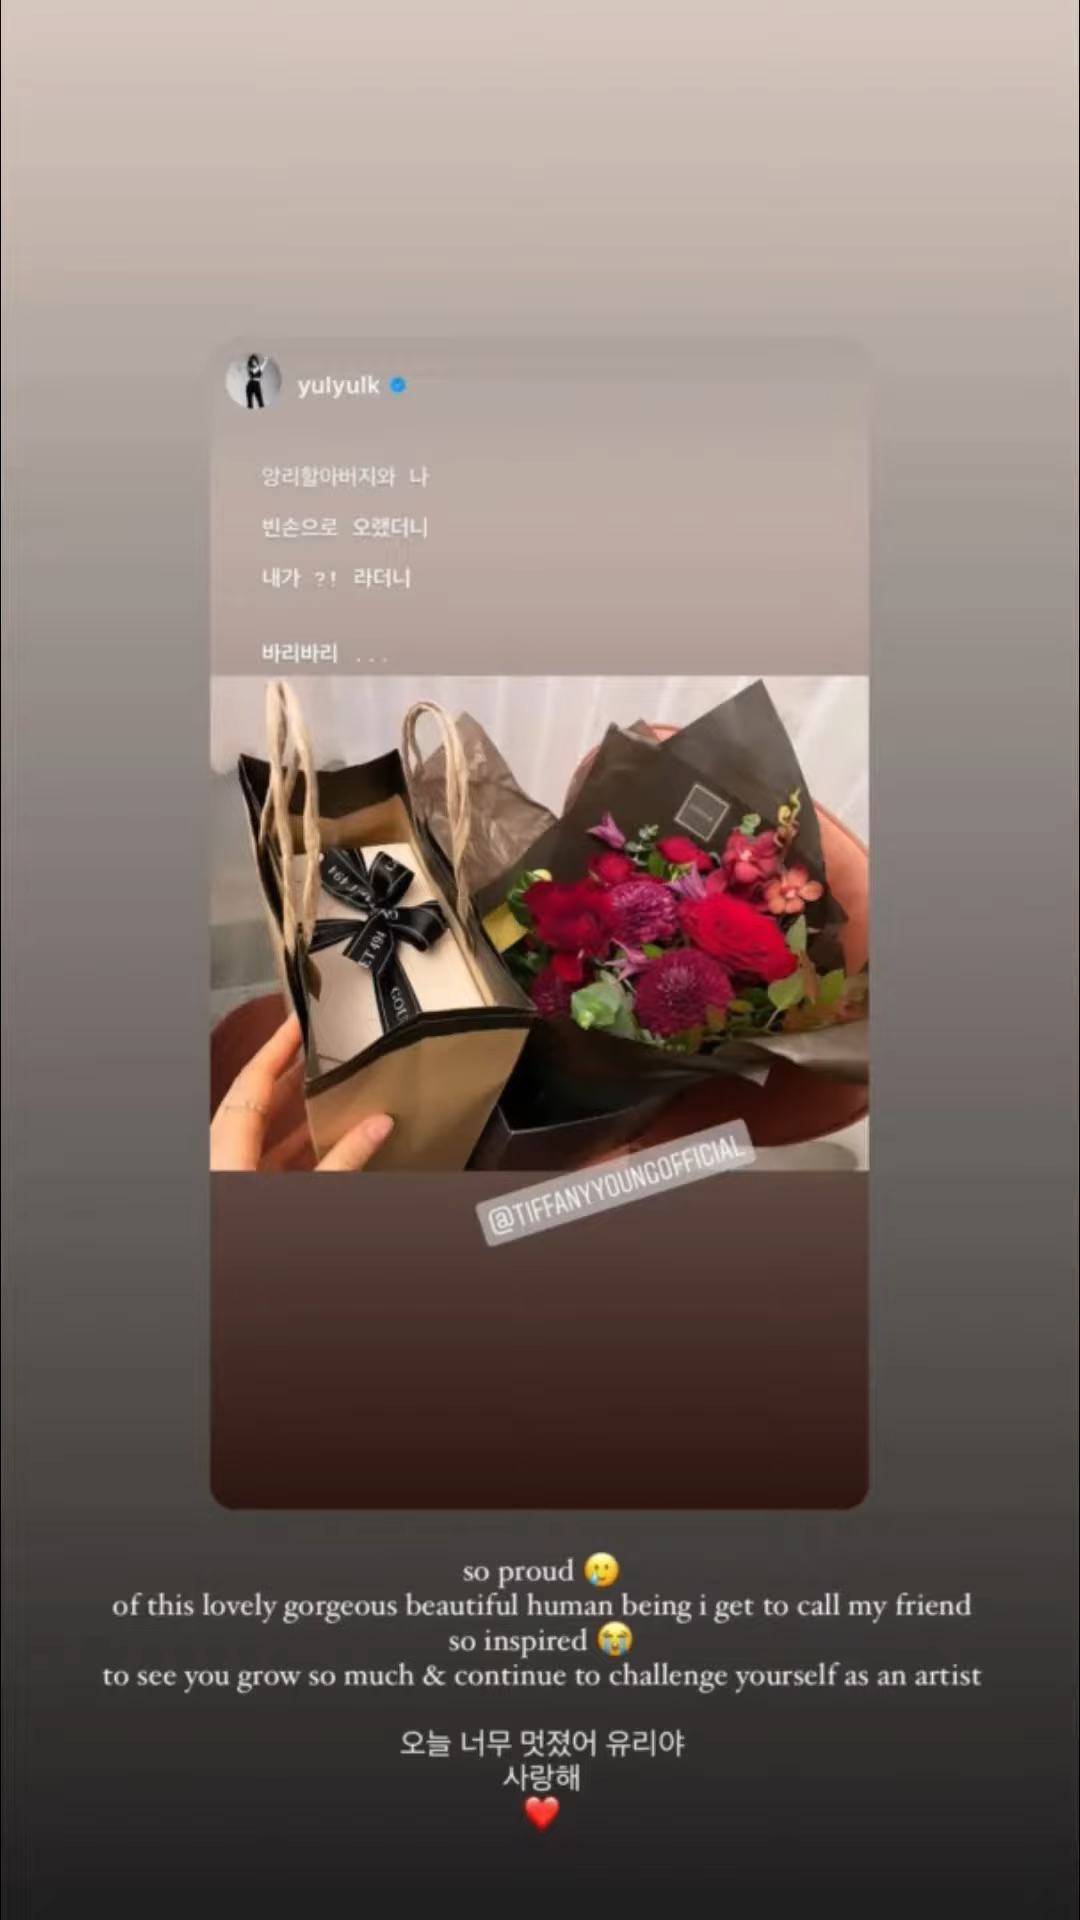 yulyulk
앙리할아버지와 나
빈손으로 오랬더니
내가 ?! 라더니
바리바리 ...
ET 494
GOU
@TIFFANYYOUNGOFFICIAL
so proud 🥲
of this lovely gorgeous beautiful human being i get to call my friend
so inspired 😭
to see you grow so much & continue to challenge yourself as an artist
오늘 너무 멋졌어 유리야
사랑해
❤️